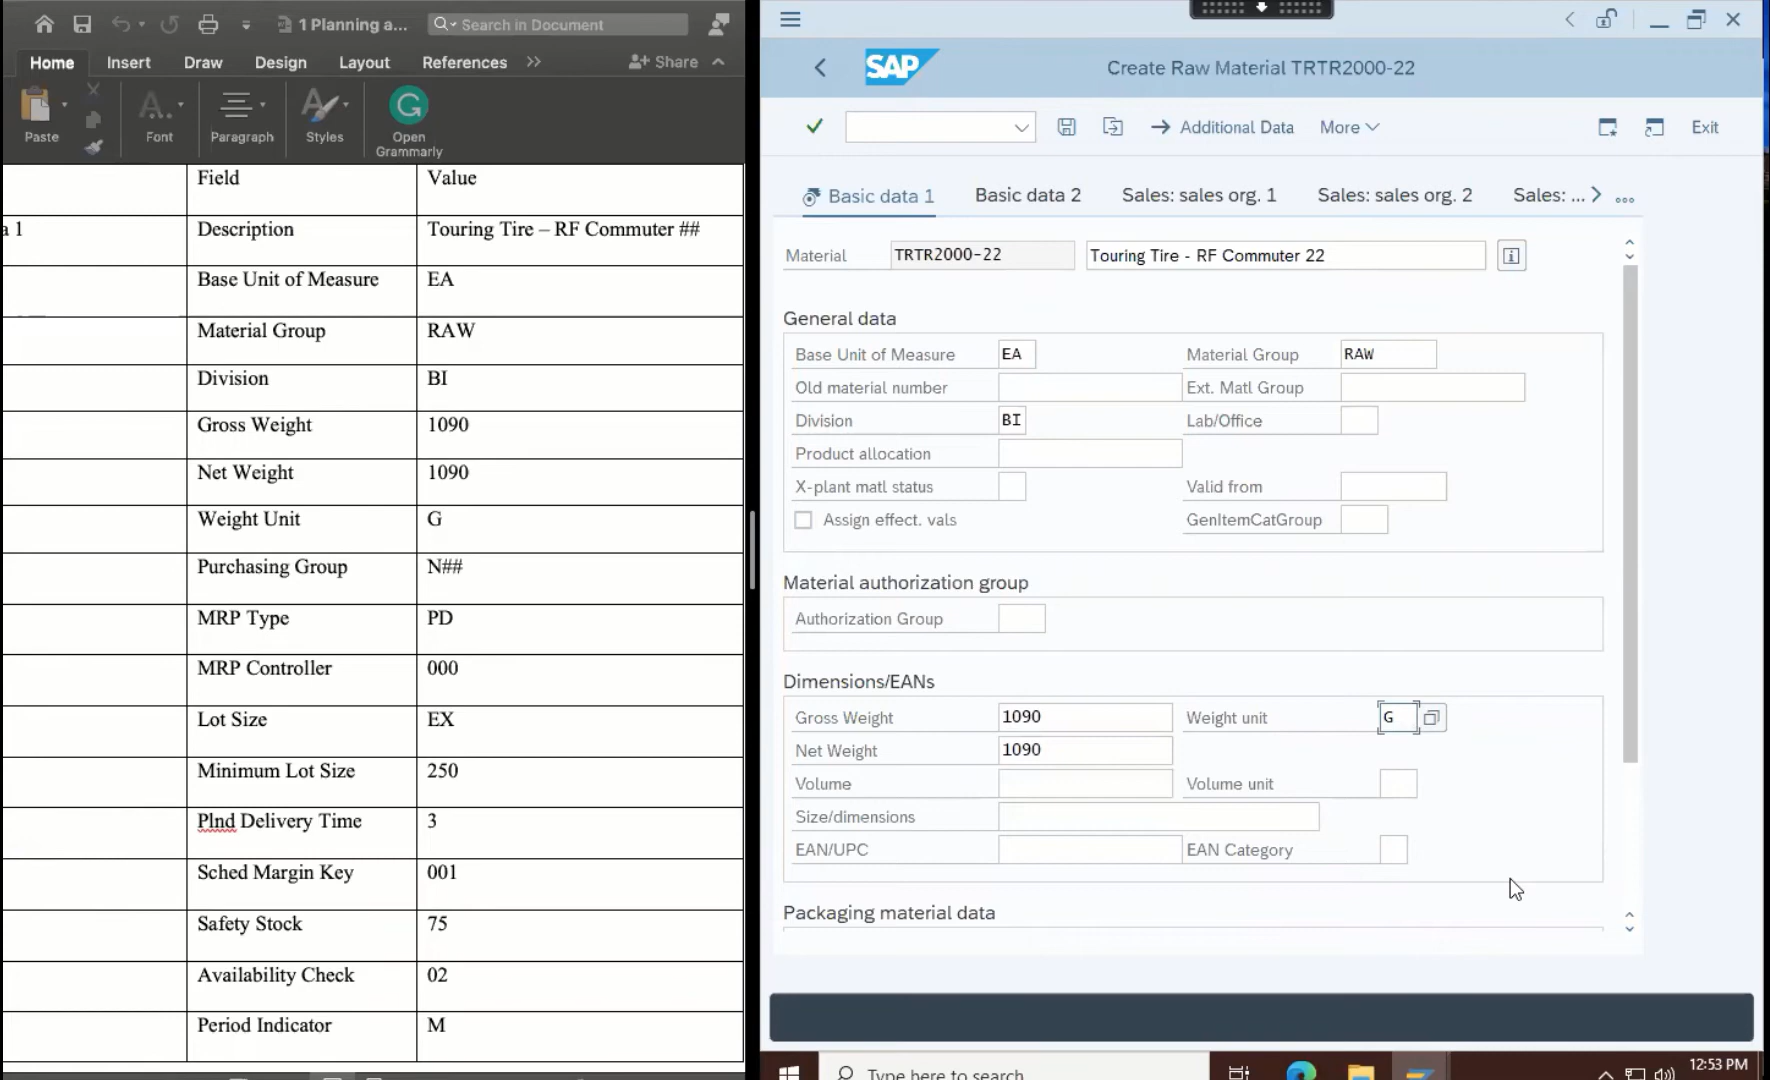 1 Planning a...
Search in Document
Home
Insert
Draw
Design
Layout
References
Share
Paste
Font
Paragraph
Styles
Open
Grammarly
Field
Value
a 1
Description
Touring Tire – RF Commuter ##
Base Unit of Measure
EA
Material Group
RAW
Division
BI
Gross Weight
1090
Net Weight
1090
Weight Unit
G
Purchasing Group
N##
MRP Type
PD
MRP Controller
000
Lot Size
EX
Minimum Lot Size
250
Plnd Delivery Time
3
Sched Margin Key
001
Safety Stock
75
Availability Check
02
Period Indicator
M
SAP
Create Raw Material TRTR2000-22
Additional Data
More
Exit
Basic data 1
Basic data 2
Sales: sales org. 1
Sales: sales org. 2
Sales: ...
Material
TRTR2000-22
Touring Tire - RF Commuter 22
General data
Base Unit of Measure
EA
Material Group
RAW
Old material number
Ext. Matl Group
Division
BI
Lab/Office
Product allocation
X-plant matl status
Valid from
Assign effect. vals
GenItemCatGroup
Material authorization group
Authorization Group
Dimensions/EANs
Gross Weight
1090
Weight unit
G
Net Weight
1090
Volume
Volume unit
Size/dimensions
EAN/UPC
EAN Category
Packaging material data
Type here to search
12:53 PM